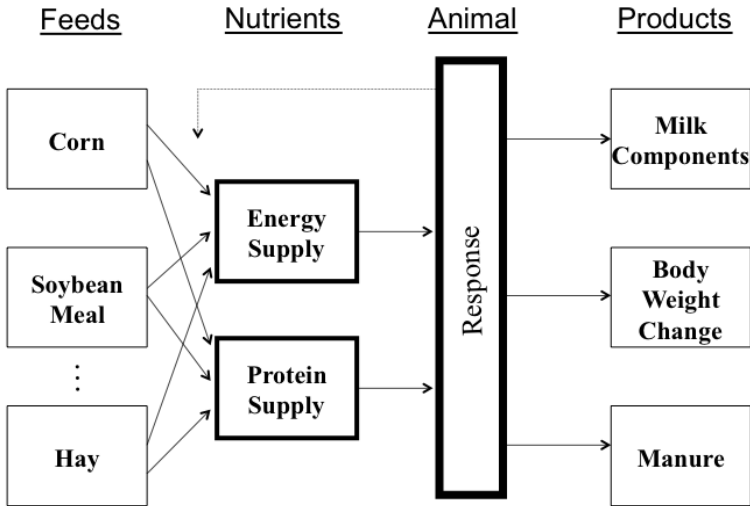 Feeds
Nutrients
Animal
Products
Corn
Soybean
Meal
⋮
Hay
Energy
Supply
Protein
Supply
Response
Milk
Components
Body
Weight
Change
Manure